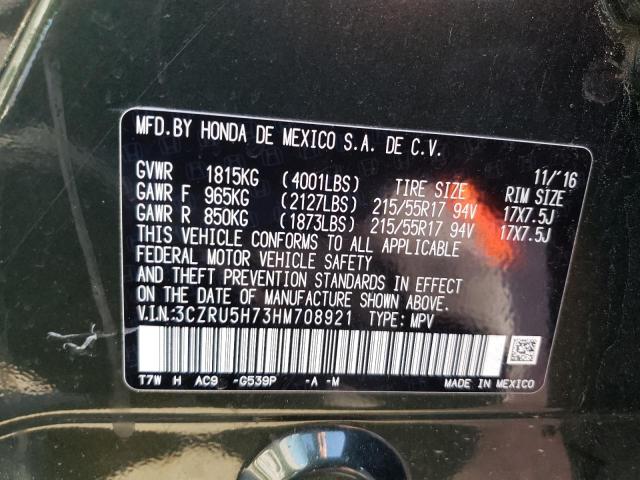 MFD.BY HONDA DE MEXICO S.A. DE C.V.
GVWR 1815KG (4001LBS) 11/'16
TIRE SIZE RIM SIZE
GAWR F 965KG (2127LBS) 215/55R17 94V 17X7.5J
GAWR R 850KG (1873LBS) 215/55R17 94V 17X7.5J
THIS VEHICLE CONFORMS TO ALL APPLICABLE
FEDERAL MOTOR VEHICLE SAFETY
AND THEFT PREVENTION STANDARDS IN EFFECT
ON THE DATE OF MANUFACTURE SHOWN ABOVE.
V.I.N.:3CZRU5H73HM708921 TYPE: MPV
T7W H AC9 -G539P -A -M
MADE IN MEXICO